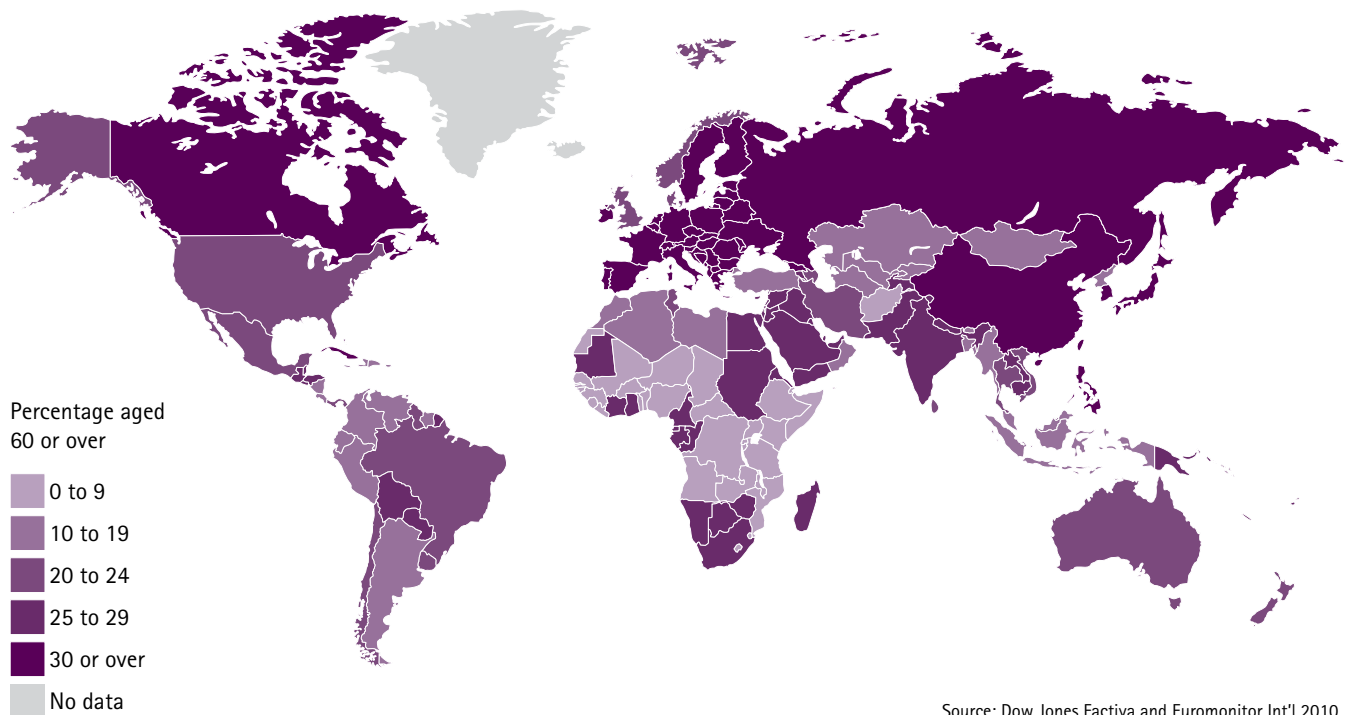 Percentage aged
60 or over
0 to 9
10 to 19
20 to 24
25 to 29
30 or over
No data
Source: Dow Jones Factiva and Euromonitor Int'l 2010